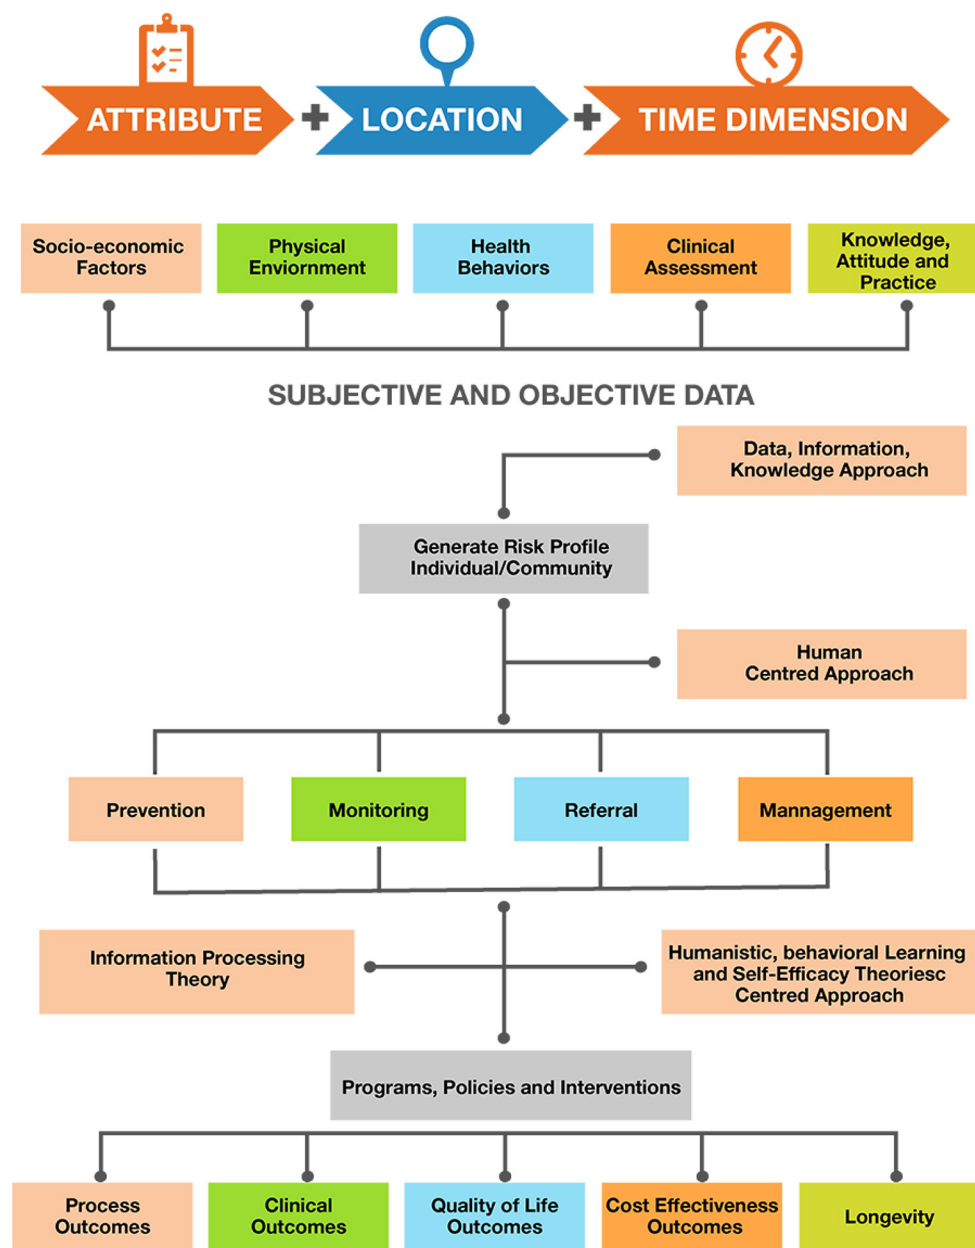 ATTRIBUTE + LOCATION + TIME DIMENSION
Socio-economic
Factors
Physical
Enviornment
Health
Behaviors
Clinical
Assessment
Knowledge,
Attitude and
Practice
SUBJECTIVE AND OBJECTIVE DATA
Data, Information,
Knowledge Approach
Generate Risk Profile
Individual/Community
Human
Centred Approach
Prevention
Monitoring
Referral
Mannagement
Information Processing
Theory
Humanistic, behavioral Learning
and Self-Efficacy Theoriesc
Centred Approach
Programs, Policies and Interventions
Process
Outcomes
Clinical
Outcomes
Quality of Life
Outcomes
Cost Effectiveness
Outcomes
Longevity